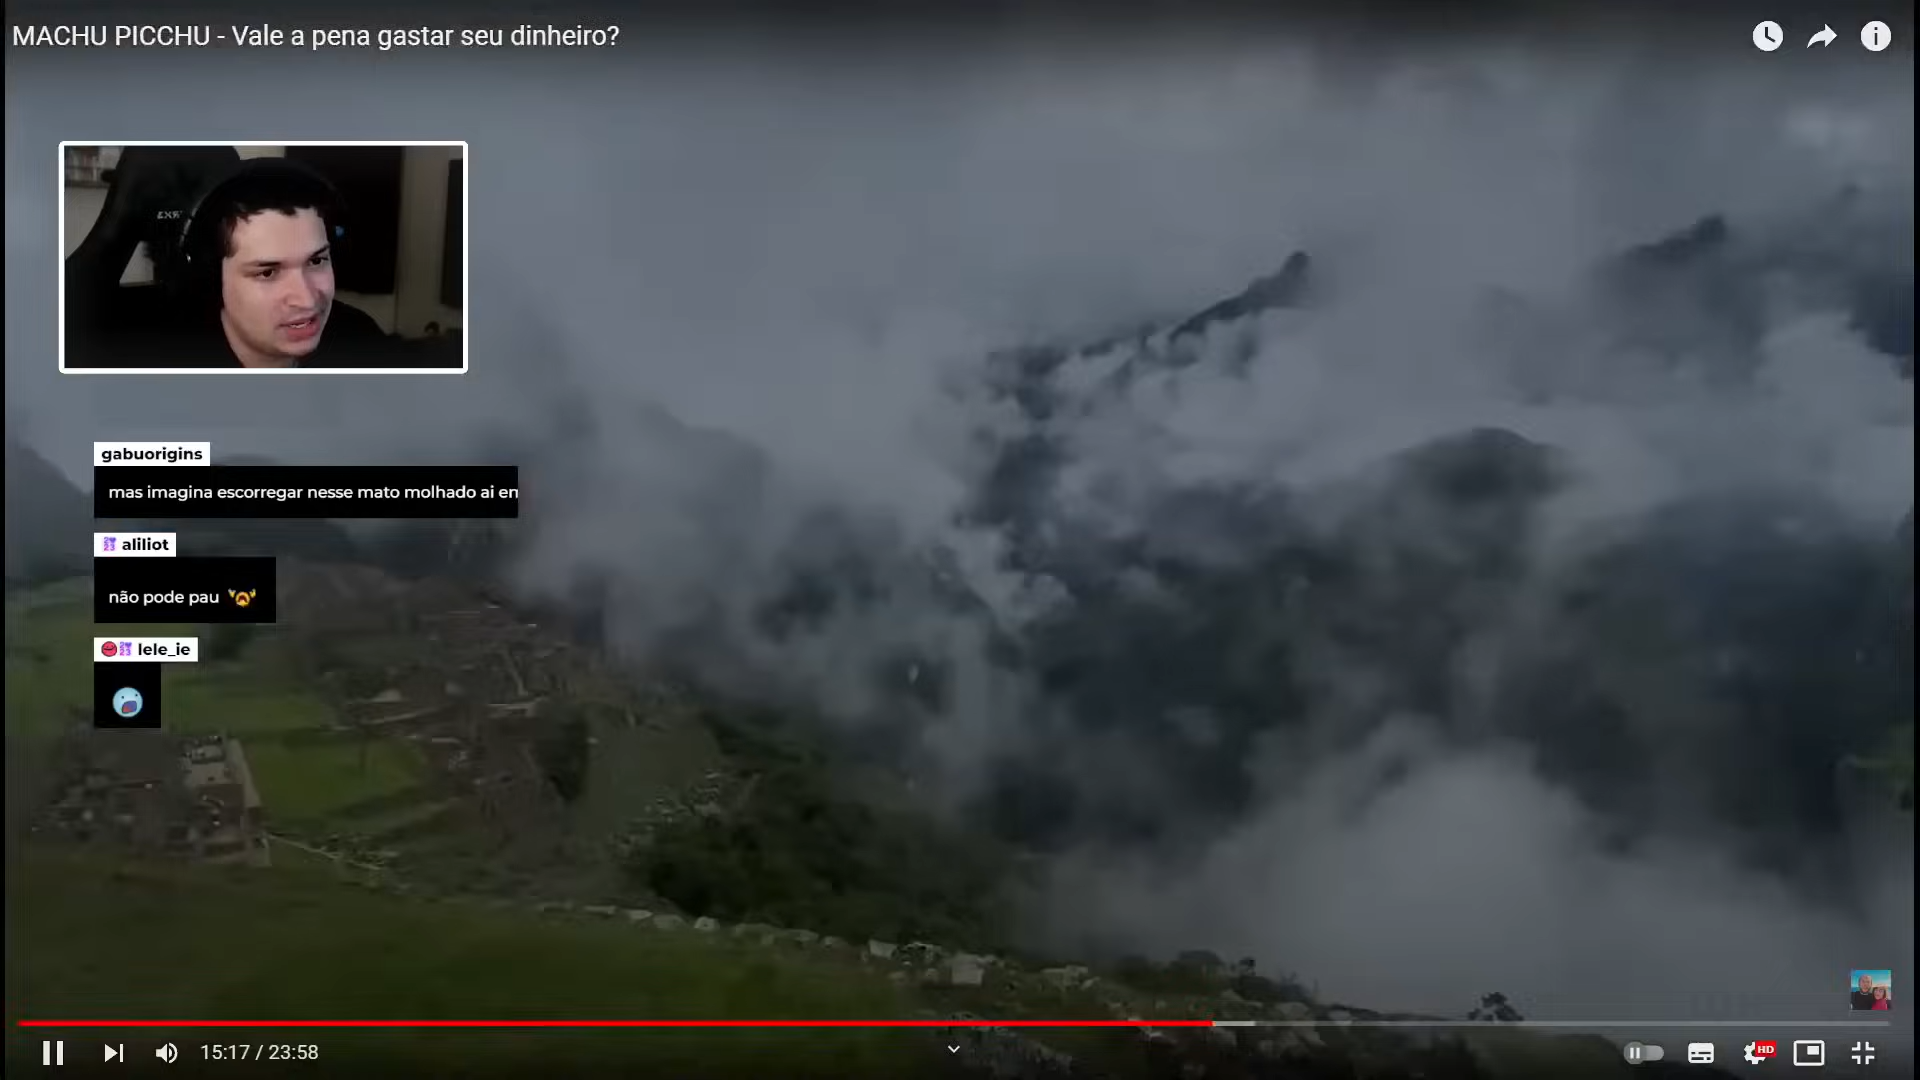 MACHU PICCHU - Vale a pena gastar seu dinheiro?
gabuorigins
mas imagina escorregar nesse mato molhado ai en
aliliot
não pode pau
lele_ie
15:17 / 23:58
HD